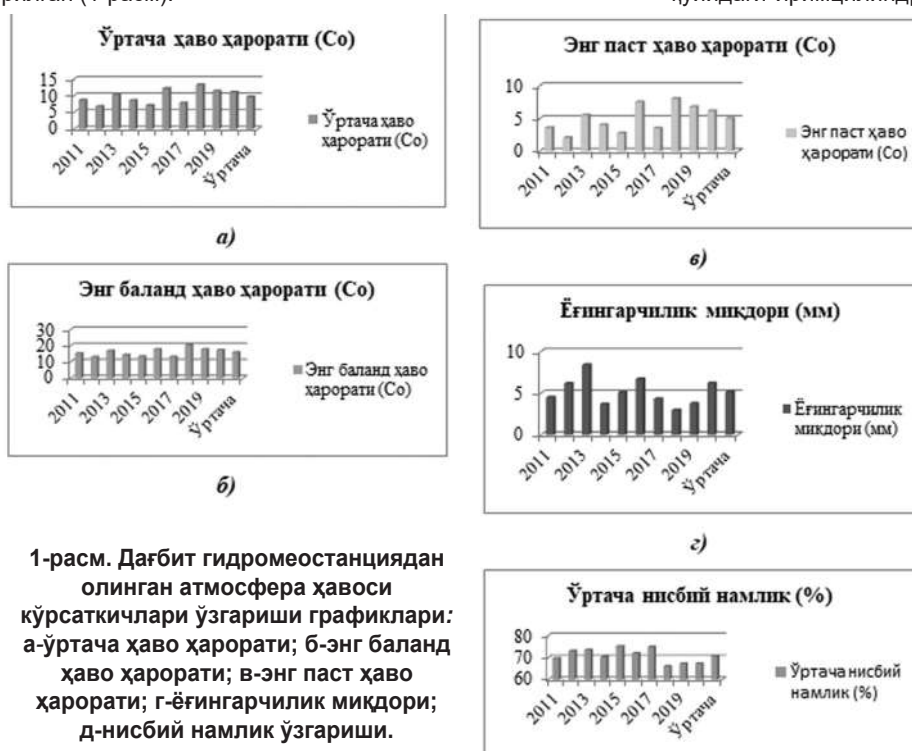 Ўртача ҳаво ҳарорати (Со)
15
10
5
0
2011
2013
2015
2017
2019
Ўртача
Ўртача ҳаво
ҳарорати (Со)
а)
Энг баланд ҳаво ҳарорати (Со)
30
20
10
0
2011
2013
2015
2017
2019
Ўртача
Энг баланд ҳаво
ҳарорати (Со)
б)
1-расм. Дағбит гидромеостанциядан
олинган атмосфера ҳавоси
кўрсаткичлари ўзгариши графиклари:
а-ўртача ҳаво ҳарорати; б-энг баланд
ҳаво ҳарорати; в-энг паст ҳаво
ҳарорати; г-ёғингарчилик миқдори;
д-нисбий намлик ўзгариши.
Энг паст ҳаво ҳарорати (Со)
10
5
0
2011
2013
2015
2017
2019
Ўртача
Энг паст ҳаво
ҳарорати (Со)
в)
Ёғингарчилик миқдори (мм)
10
5
0
2011
2013
2015
2017
2019
Ўртача
Ёғингарчилик
миқдори (мм)
г)
Ўртача нисбий намлик (%)
80
70
60
2011
2013
2015
2017
2019
Ўртача
Ўртача нисбий
намлик (%)